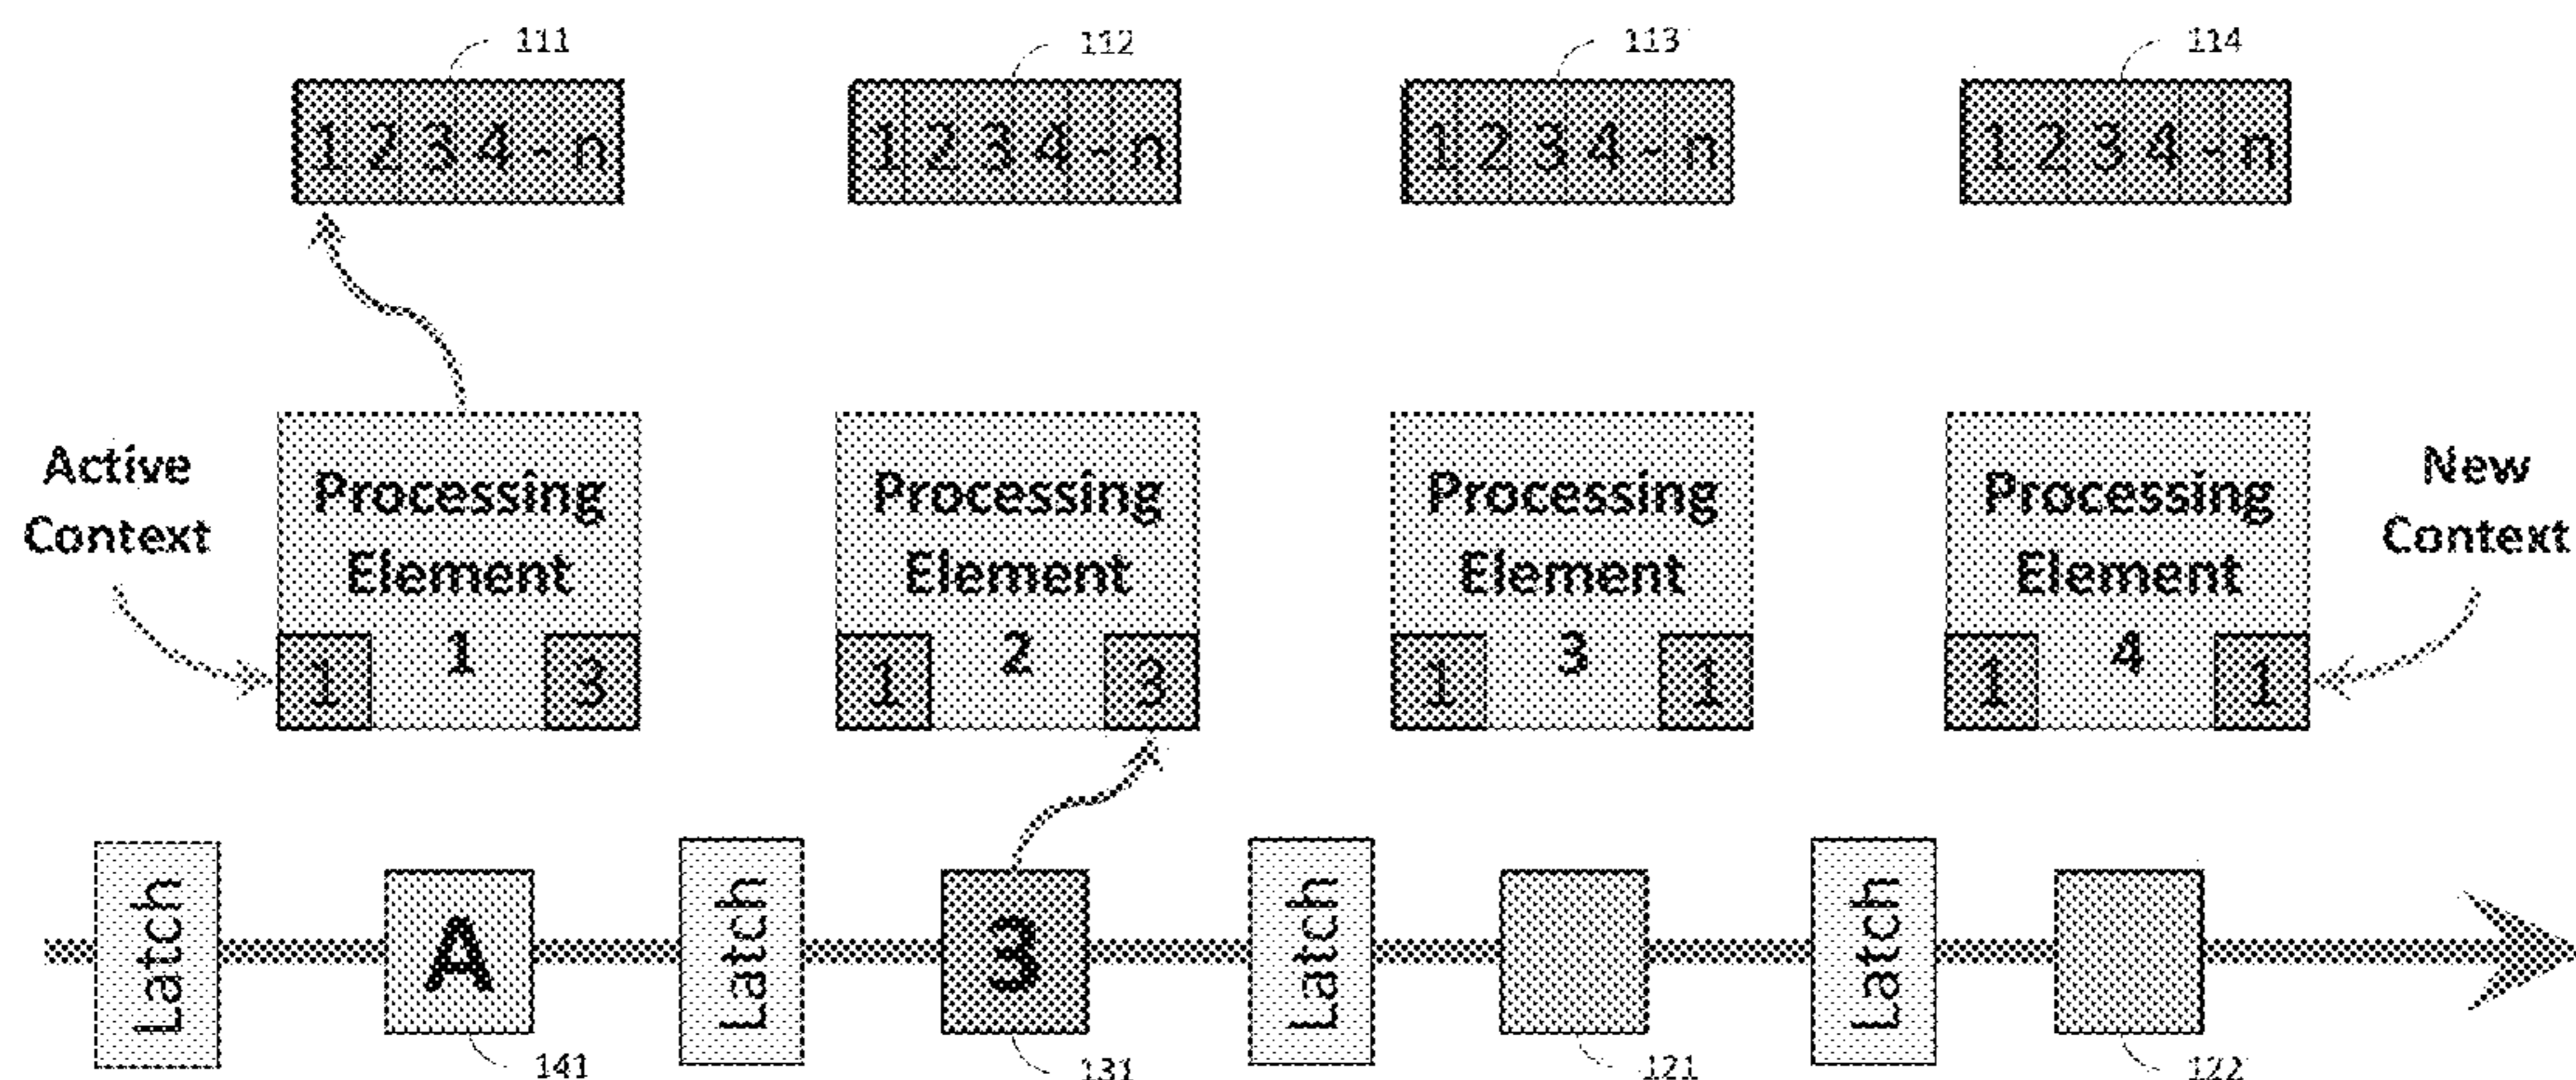 111 112 113 114
1 2 3 4 - n 1 2 3 4 - n 1 2 3 4 - n 1 2 3 4 - n
Active
Context
Processing
Element
1
1 3
Processing
Element
2
1 3
Processing
Element
3
1 1
Processing
Element
4
1 1
New
Context
Latch A Latch 3 Latch Latch
141 131 121 122